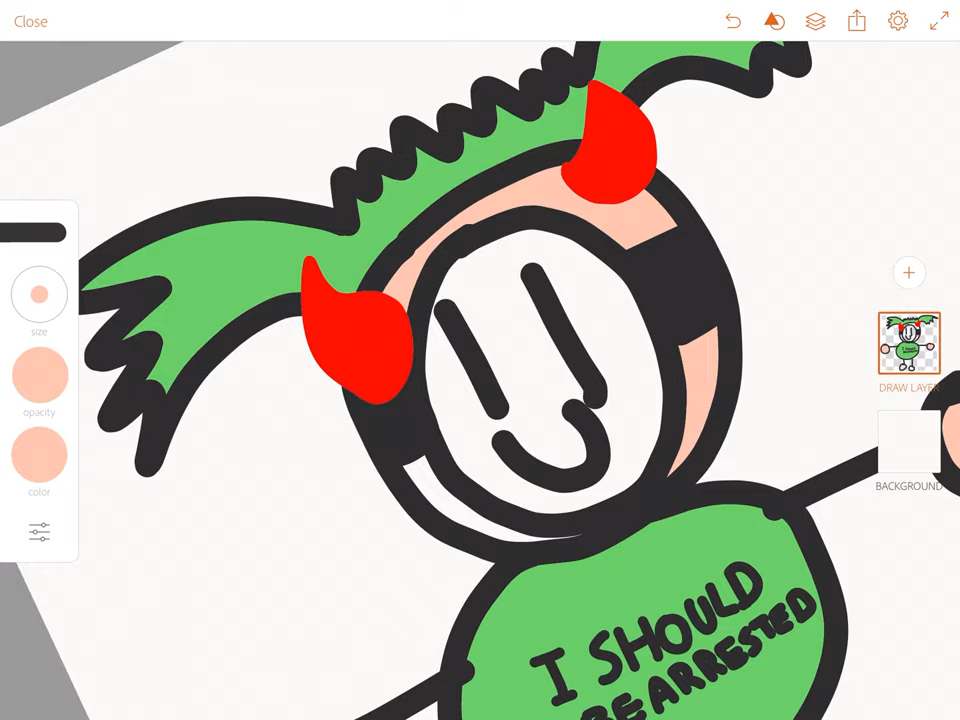 Close
size
opacity
color
DRAW LAYER
BACKGROUND
I SHOULD
BE ARRESTED